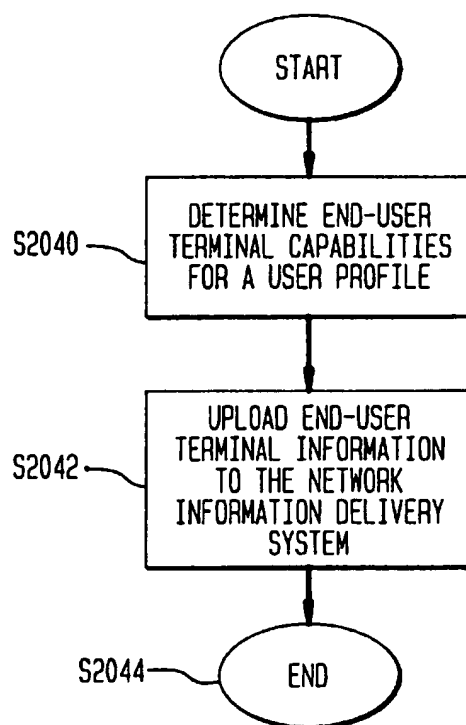 START
DETERMINE END-USER
TERMINAL CAPABILITIES
FOR A USER PROFILE
S2040
UPLOAD END-USER
TERMINAL INFORMATION
TO THE NETWORK
INFORMATION DELIVERY
SYSTEM
S2042
END
S2044